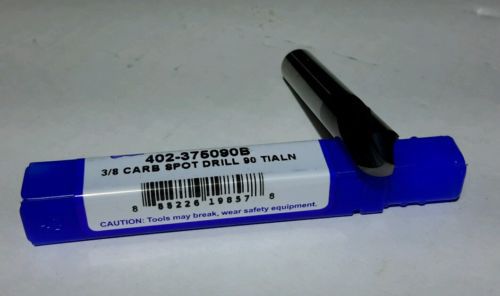 402-375090B
3/8 CARB SPOT DRILL 90 TIALN
8 88226 19857 8
CAUTION: Tools may break, wear safety equipment.